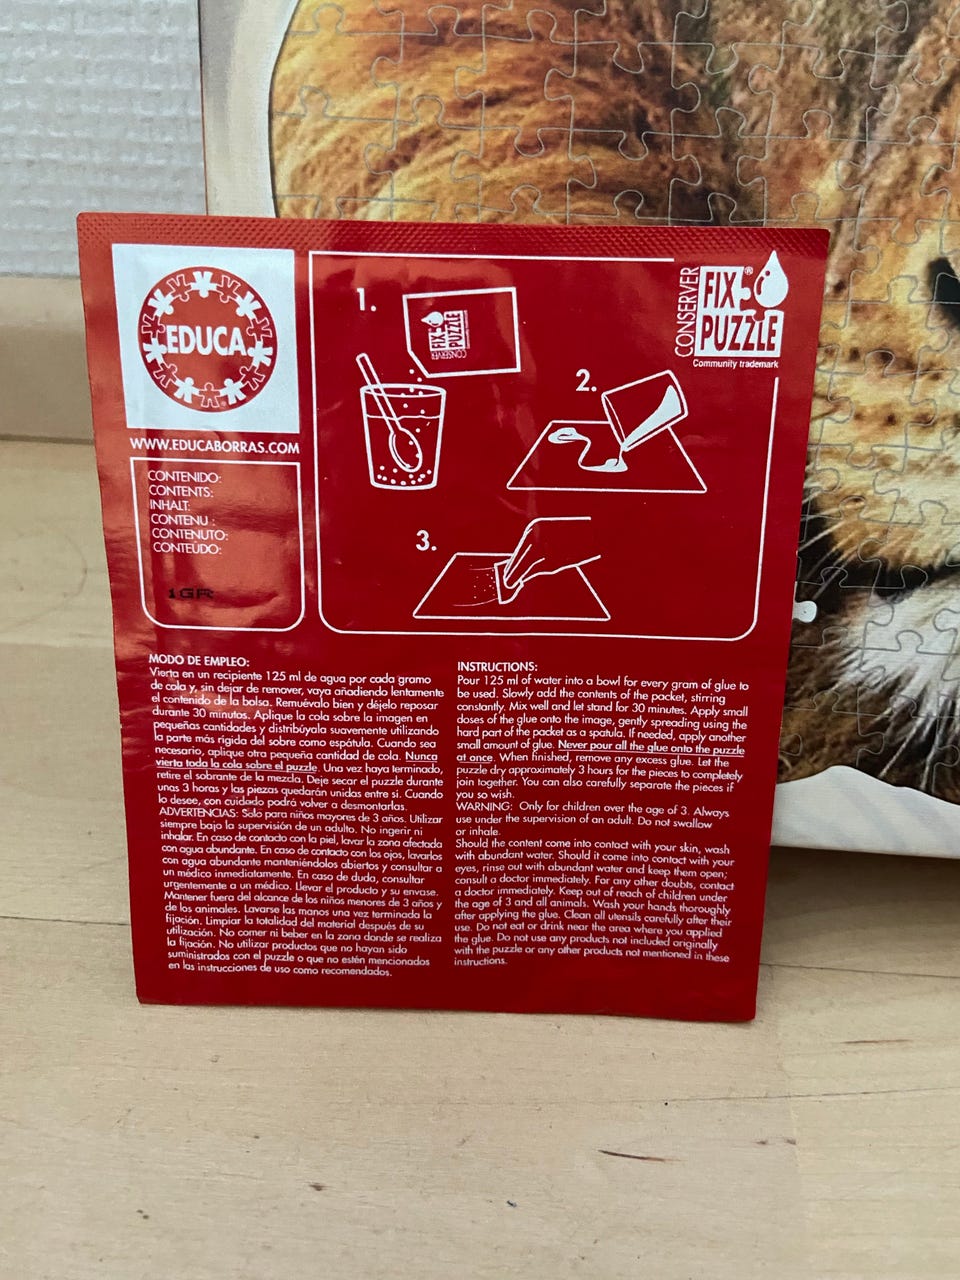 EDUCA
WWW.EDUCABORRAS.COM
CONTENIDO:
CONTENTS:
INHALT:
CONTENU :
CONTENUTO:
CONTEÚDO:
1GR
1.
FIX
PUZZLE
CONSERVER
2.
3.
CONSERVER
FIX®
PUZZLE
Community trademark
MODO DE EMPLEO:
Vierta en un recipiente 125 ml de agua por cada gramo
de cola y, sin dejar de remover, vaya añadiendo lentamente
el contenido de la bolsa. Remuévalo bien y déjelo reposar
durante 30 minutos. Aplique la cola sobre la imagen en
pequeñas cantidades y distribúyala suavemente utilizando
la parte más rígida del sobre como espátula. Cuando sea
necesario, aplique otra pequeña cantidad de cola. Nunca
vierta toda la cola sobre el puzzle. Una vez haya terminado,
retire el sobrante de la mezcla. Deje secar el puzzle durante
unas 3 horas y las piezas quedarán unidas entre si. Cuando
lo desee, con cuidado podrá volver a desmontarlas.
ADVERTENCIAS: Solo para niños mayores de 3 años. Utilizar
siempre bajo la supervisión de un adulto. No ingerir ni
inhalar. En caso de contacto con la piel, lavar la zona afectada
con agua abundante. En caso de contacto con los ojos, lavarlos
con agua abundante manteniéndolos abiertos y consultar a
un médico inmediatamente. En caso de duda, consultar
urgentemente a un médico. Llevar el producto y su envase.
Mantener fuera del alcance de los niños menores de 3 años y
de los animales. Lavarse las manos una vez terminada la
fijación. Limpiar la totalidad del material después de su
utilización. No comer ni beber en la zona donde se realiza
la fijación. No utilizar productos que no hayan sido
suministrados con el puzzle o que no estén mencionados
en las instrucciones de uso como recomendados.
INSTRUCTIONS:
Pour 125 ml of water into a bowl for every gram of glue to
be used. Slowly add the contents of the packet, stirring
constantly. Mix well and let stand for 30 minutes. Apply small
doses of the glue onto the image, gently spreading using the
hard part of the packet as a spatula. If needed, apply another
small amount of glue. Never pour all the glue onto the puzzle
at once. When finished, remove any excess glue. Let the
puzzle dry approximately 3 hours for the pieces to completely
join together. You can also carefully separate the pieces if
you so wish.
WARNING: Only for children over the age of 3. Always
use under the supervision of an adult. Do not swallow
or inhale.
Should the content come into contact with your skin, wash
with abundant water. Should it come into contact with your
eyes, rinse out with abundant water and keep them open;
consult a doctor immediately. For any other doubts, contact
a doctor immediately. Keep out of reach of children under
the age of 3 and all animals. Wash your hands thoroughly
after applying the glue. Clean all utensils carefully after their
use. Do not eat or drink near the area where you applied
the glue. Do not use any products not included originally
with the puzzle or any other products not mentioned in these
instructions.